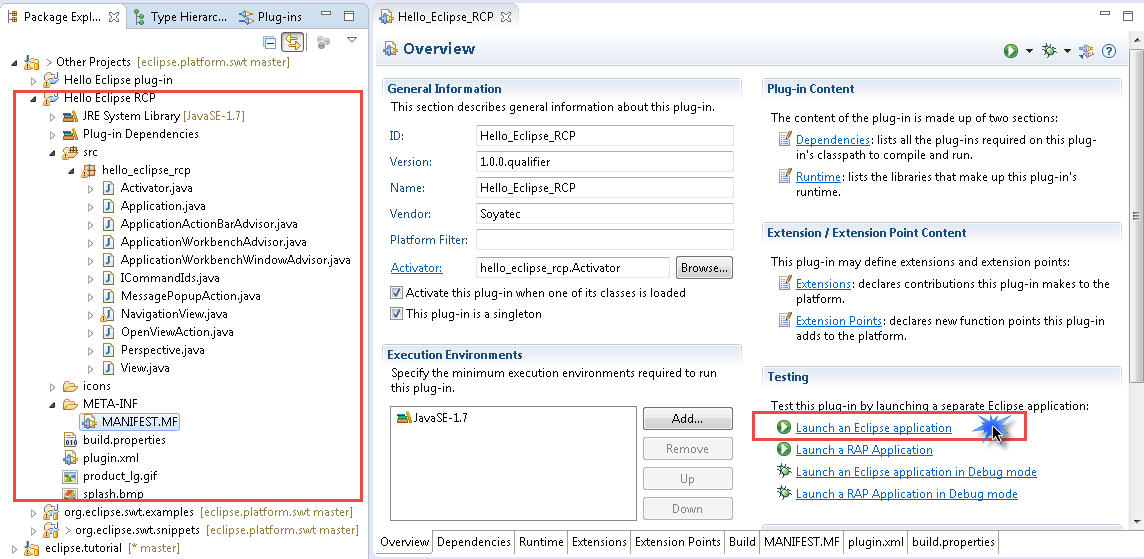 Package Expl...
Type Hierarc...
Plug-ins
> Other Projects [eclipse.platform.swt master]
Hello Eclipse plug-in
Hello Eclipse RCP
JRE System Library [JavaSE-1.7]
Plug-in Dependencies
src
hello_eclipse_rcp
Activator.java
Application.java
ApplicationActionBarAdvisor.java
ApplicationWorkbenchAdvisor.java
ApplicationWorkbenchWindowAdvisor.java
ICommandIds.java
MessagePopupAction.java
NavigationView.java
OpenViewAction.java
Perspective.java
View.java
icons
META-INF
MANIFEST.MF
build.properties
plugin.xml
product_lg.gif
splash.bmp
org.eclipse.swt.examples [eclipse.platform.swt master]
> org.eclipse.swt.snippets [eclipse.platform.swt master]
eclipse.tutorial [* master]
Hello_Eclipse_RCP
Overview
General Information
This section describes general information about this plug-in.
ID: Hello_Eclipse_RCP
Version: 1.0.0.qualifier
Name: Hello_Eclipse_RCP
Vendor: Soyatec
Platform Filter:
Activator: hello_eclipse_rcp.Activator Browse...
Activate this plug-in when one of its classes is loaded
This plug-in is a singleton
Execution Environments
Specify the minimum execution environments required to run
this plug-in.
JavaSE-1.7
Add...
Remove
Up
Down
Plug-in Content
The content of the plug-in is made up of two sections:
Dependencies: lists all the plug-ins required on this plug-
in's classpath to compile and run.
Runtime: lists the libraries that make up this plug-in's
runtime.
Extension / Extension Point Content
This plug-in may define extensions and extension points:
Extensions: declares contributions this plug-in makes to the
platform.
Extension Points: declares new function points this plug-in
adds to the platform.
Testing
Test this plug-in by launching a separate Eclipse application:
Launch an Eclipse application
Launch a RAP Application
Launch an Eclipse application in Debug mode
Launch a RAP Application in Debug mode
Overview Dependencies Runtime Extensions Extension Points Build MANIFEST.MF plugin.xml build.properties